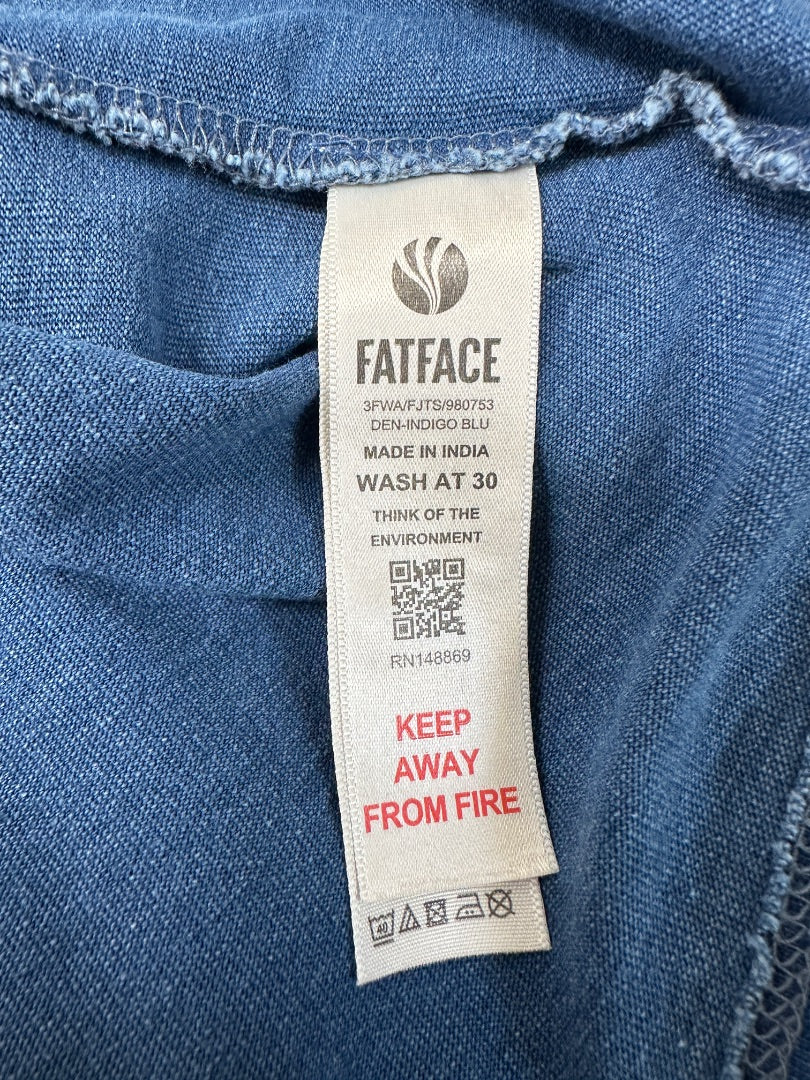 FATFACE
3FWA/FJTS/980753
DEN-INDIGO BLU
MADE IN INDIA
WASH AT 30
THINK OF THE
ENVIRONMENT
RN148869
KEEP
AWAY
FROM FIRE
40